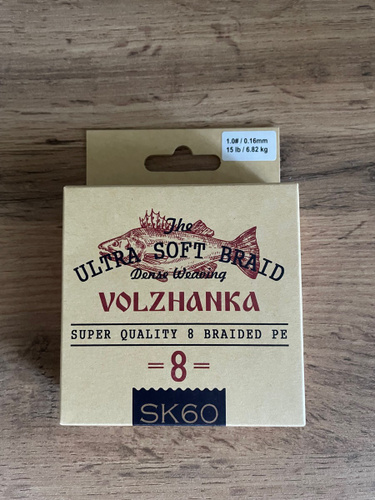 1.0# / 0.16mm
15 lb / 6.82 kg
The
ULTRA SOFT BRAID
Dense Weaving
VOLZHANKA
SUPER QUALITY 8 BRAIDED PE
=8=
SK60